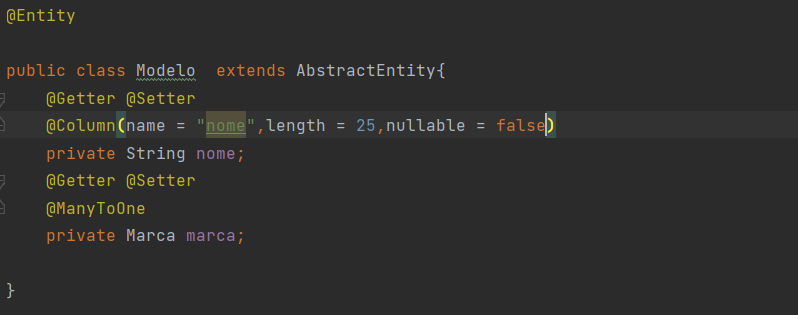 @Entity
public class Modelo  extends AbstractEntity{
    @Getter @Setter
    @Column(name = "nome",length = 25,nullable = false)
    private String nome;
    @Getter @Setter
    @ManyToOne
    private Marca marca;
}